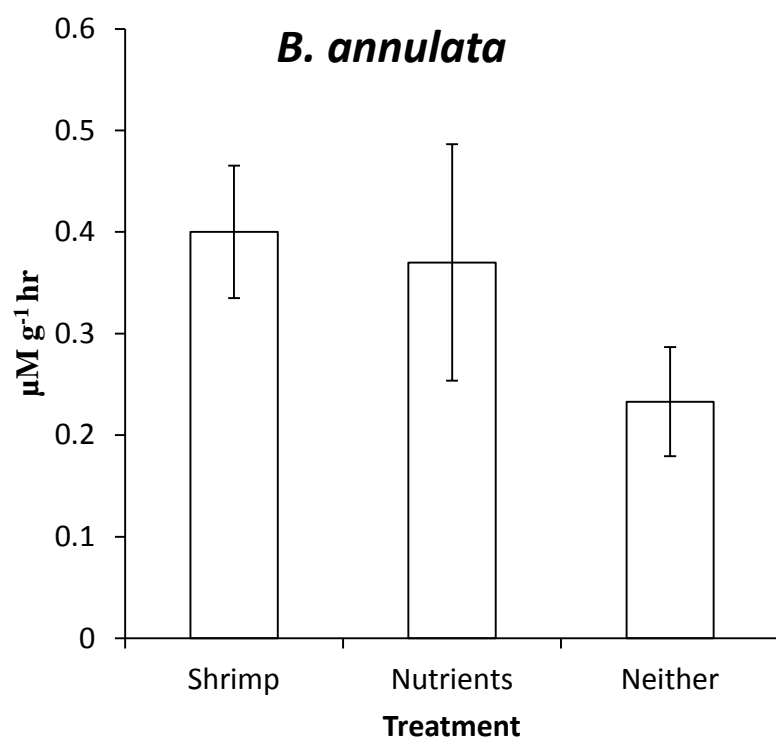 B. annulata
0.6
0.5
0.4
0.3
0.2
0.1
0
µM g⁻¹ hr
Shrimp Nutrients Neither
Treatment